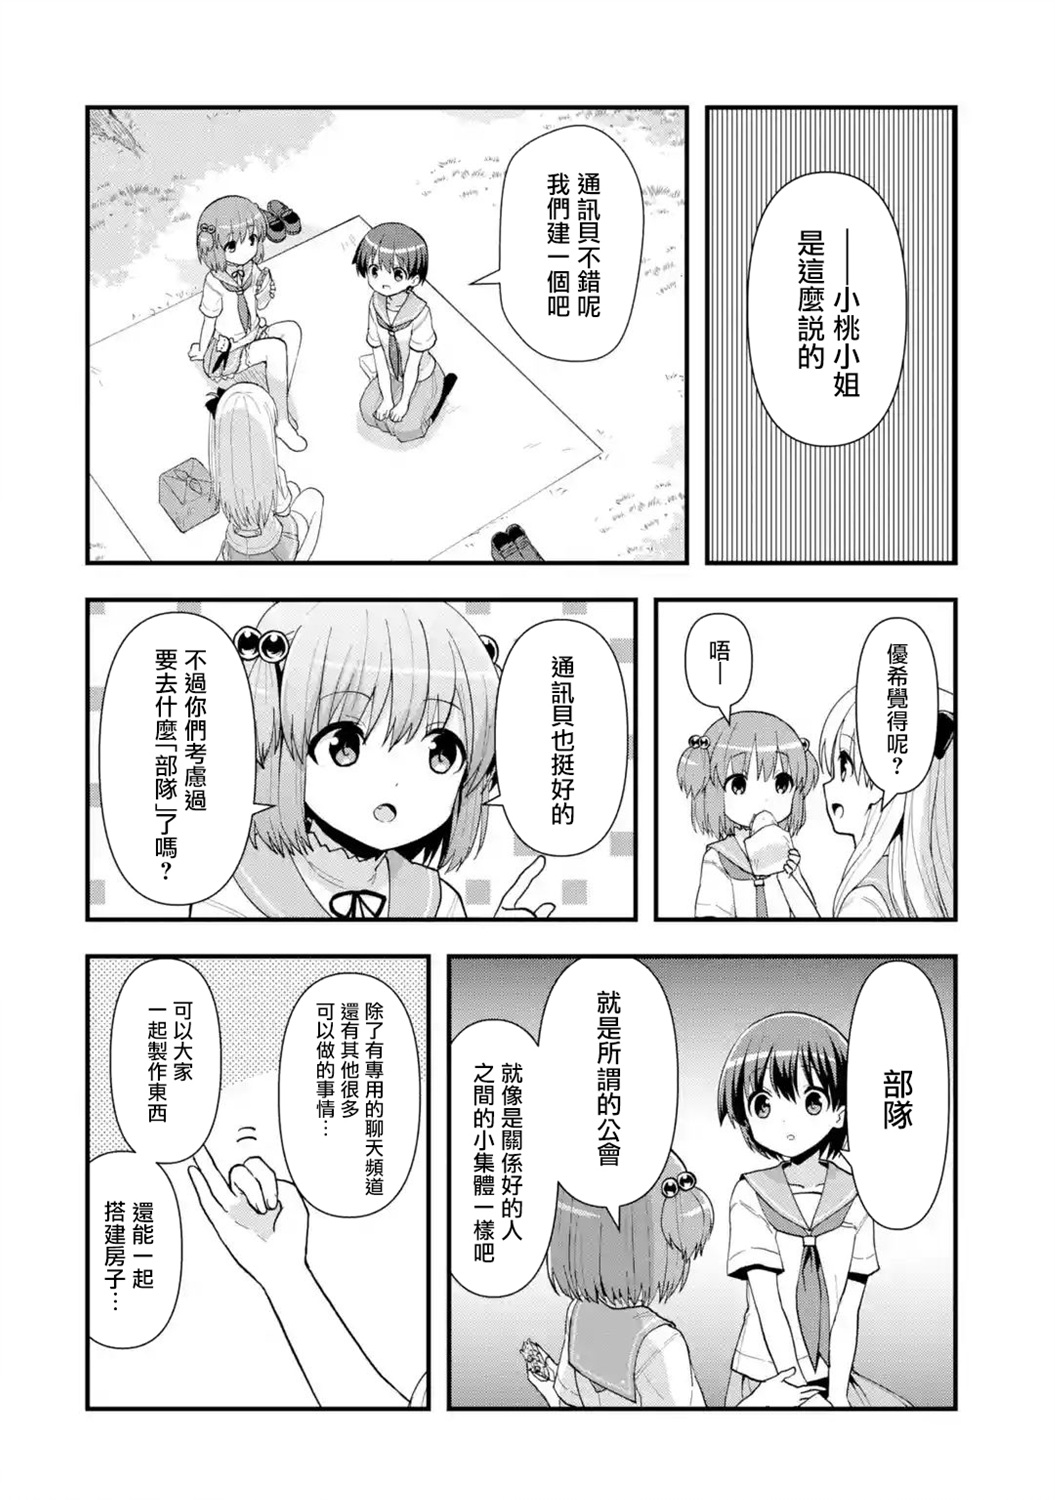 ——小桃小姐
是這麼説的
通訊貝不錯呢
我們建一個吧
優希覺得呢?
唔—
通訊貝也挺好的
不過你們考慮過
要去什麼「部隊」了嗎?
部隊
就是所謂的公會
就像是關係好的人
之間的小集體一樣吧
除了有專用的聊天頻道
還有其他很多
可以做的事情…
可以大家
一起製作東西
還能一起
搭建房子…